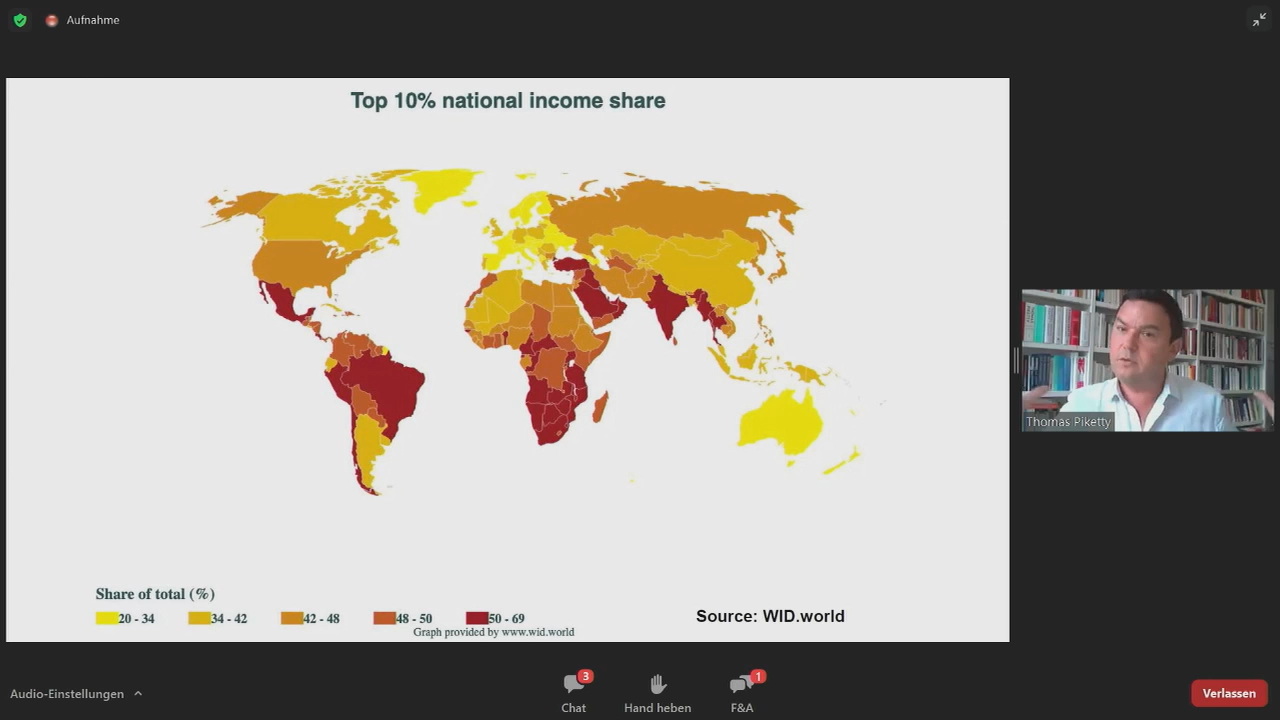 Aufnahme
Top 10% national income share
Thomas Piketty
Share of total (%)
20 - 34
34 - 42
42 - 48
48 - 50
50 - 69
Graph provided by www.wid.world
Source: WID.world
Audio-Einstellungen
3
Chat
Hand heben
1
F&A
Verlassen